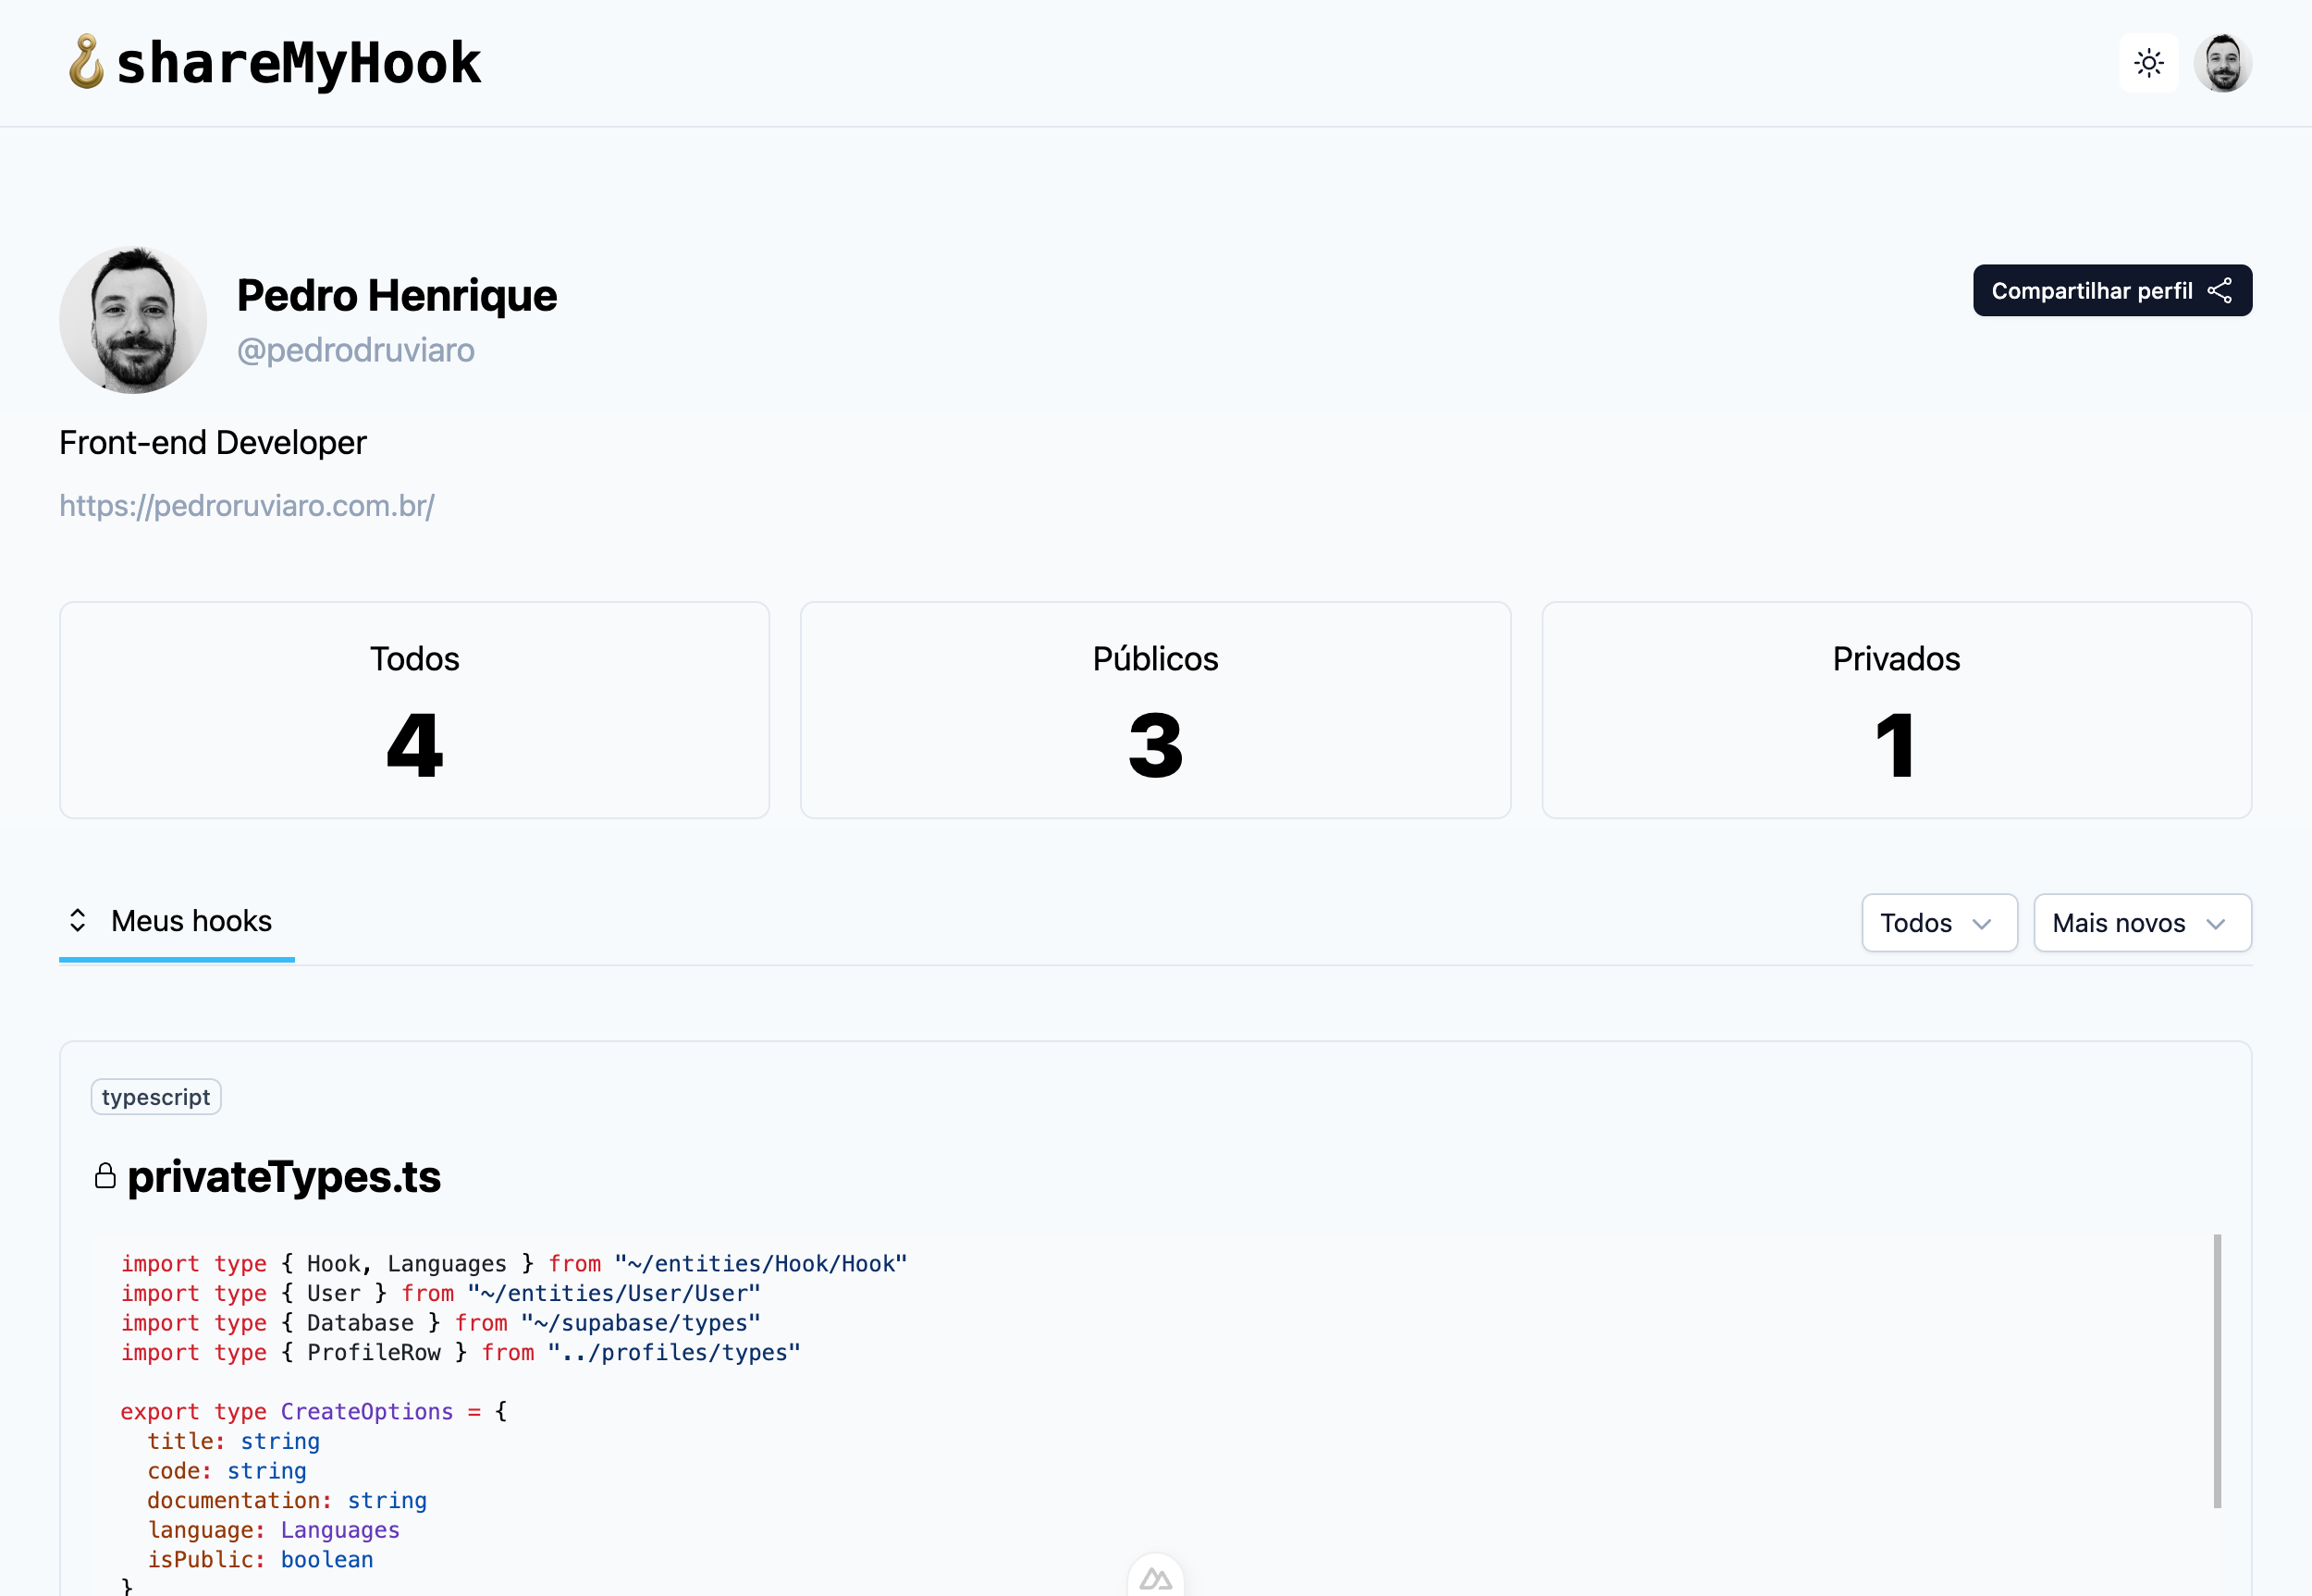 shareMyHook
Pedro Henrique
@pedrodruviaro
Compartilhar perfil
Front-end Developer
https://pedroruviaro.com.br/
Todos
4
Públicos
3
Privados
1
Meus hooks
Todos
Mais novos
typescript
privateTypes.ts
import type { Hook, Languages } from "~/entities/Hook/Hook"
import type { User } from "~/entities/User/User"
import type { Database } from "~/supabase/types"
import type { ProfileRow } from "../profiles/types"
export type CreateOptions = {
  title: string
  code: string
  documentation: string
  language: Languages
  isPublic: boolean
}